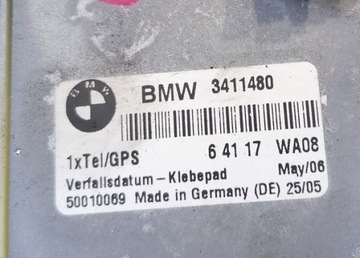 BMW
BMW 3411480
1xTel/GPS 6 41 17 WA08
Verfallsdatum-Klebepad May/06
50010069 Made in Germany (DE) 25/05